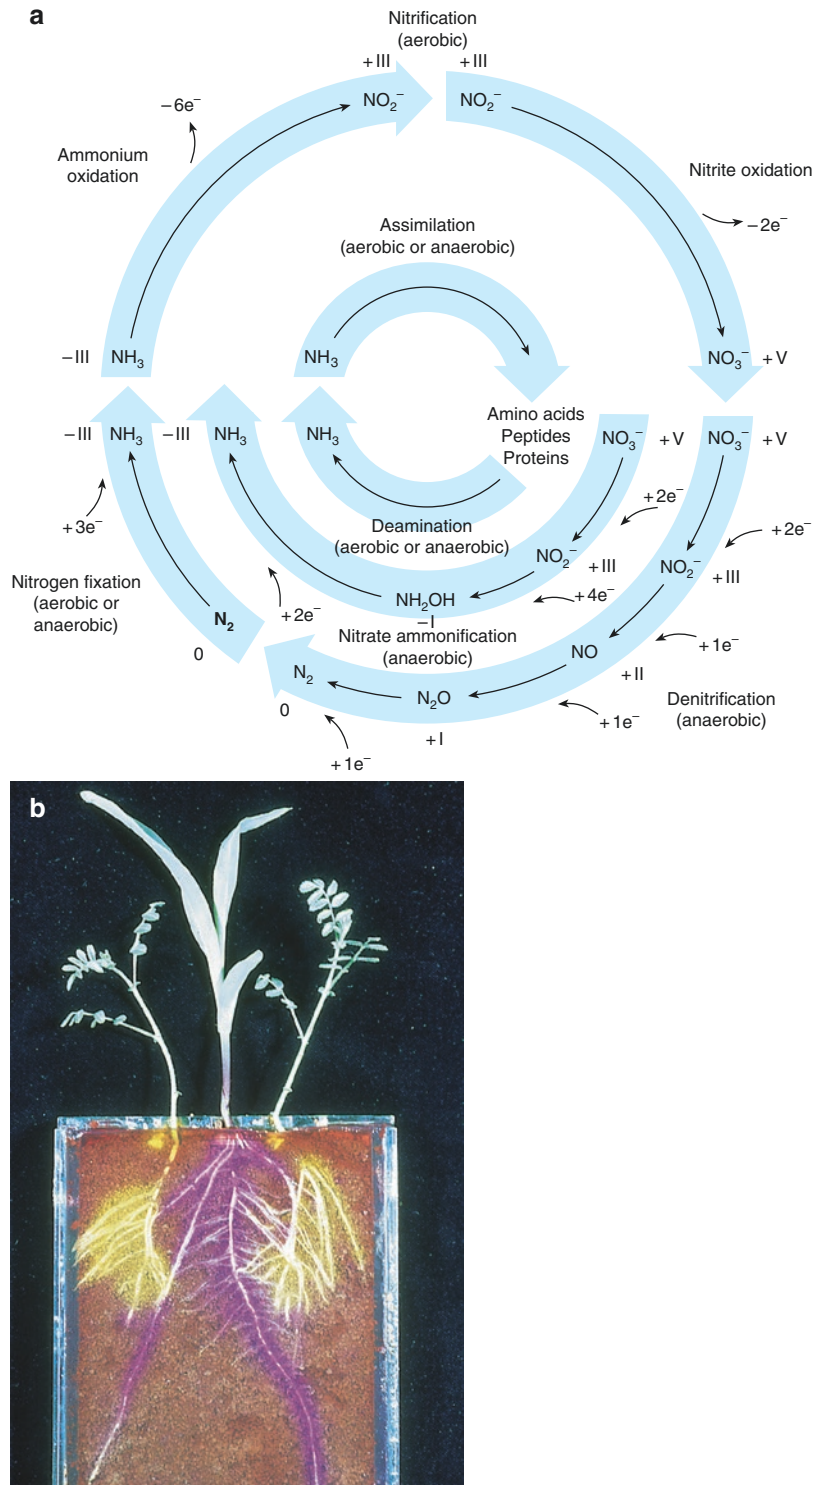 a
Nitrification
(aerobic)
+III
+III
NO₂⁻
NO₂⁻
−6e⁻
Ammonium
oxidation
Nitrite oxidation
−2e⁻
Assimilation
(aerobic or anaerobic)
−III
NH₃
NH₃
NO₃⁻
+V
Amino acids
Peptides
Proteins
−III
NH₃
−III
NH₃
NH₃
NO₃⁻
+V
NO₃⁻
+V
+3e⁻
+2e⁻
+2e⁻
Deamination
(aerobic or anaerobic)
NO₂⁻
+III
NO₂⁻
+III
Nitrogen fixation
(aerobic or
anaerobic)
N₂
0
+2e⁻
NH₂OH
−I
+4e⁻
Nitrate ammonification
(anaerobic)
+1e⁻
NO
+II
N₂
0
N₂O
+I
+1e⁻
+1e⁻
Denitrification
(anaerobic)
b